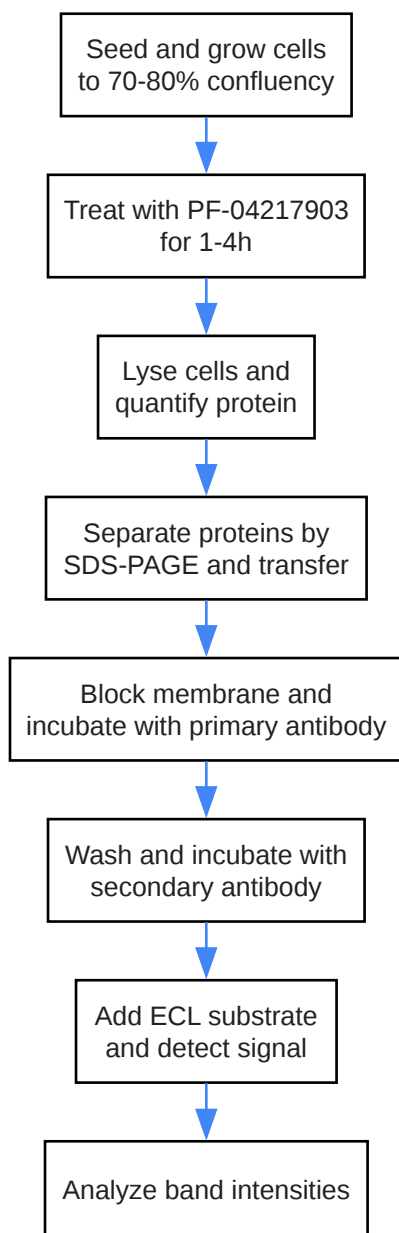 Seed and grow cells
to 70-80% confluency
Treat with PF-04217903
for 1-4h
Lyse cells and
quantify protein
Separate proteins by
SDS-PAGE and transfer
Block membrane and
incubate with primary antibody
Wash and incubate with
secondary antibody
Add ECL substrate
and detect signal
Analyze band intensities